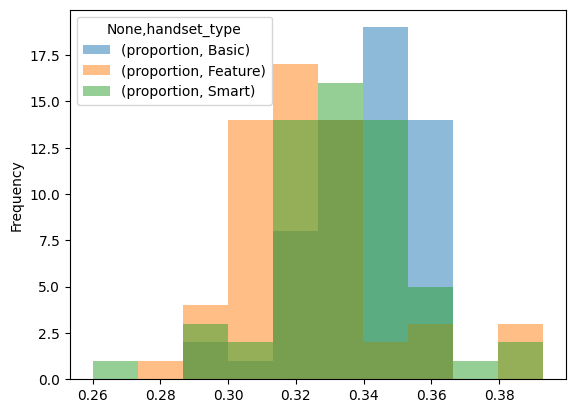 None,handset_type
(proportion, Basic)
(proportion, Feature)
(proportion, Smart)
Frequency
17.5
15.0
12.5
10.0
7.5
5.0
2.5
0.0
0.26 0.28 0.30 0.32 0.34 0.36 0.38